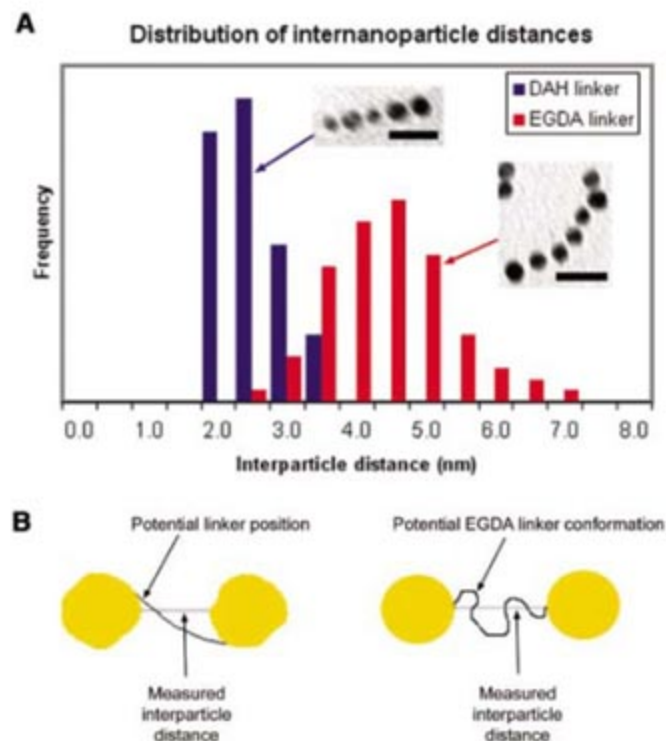 A
Distribution of internanoparticle distances
DAH linker
EGDA linker
Frequency
0.0 1.0 2.0 3.0 4.0 5.0 6.0 7.0 8.0
Interparticle distance (nm)
B
Potential linker position
Potential EGDA linker conformation
Measured
interparticle
distance
Measured
interparticle
distance